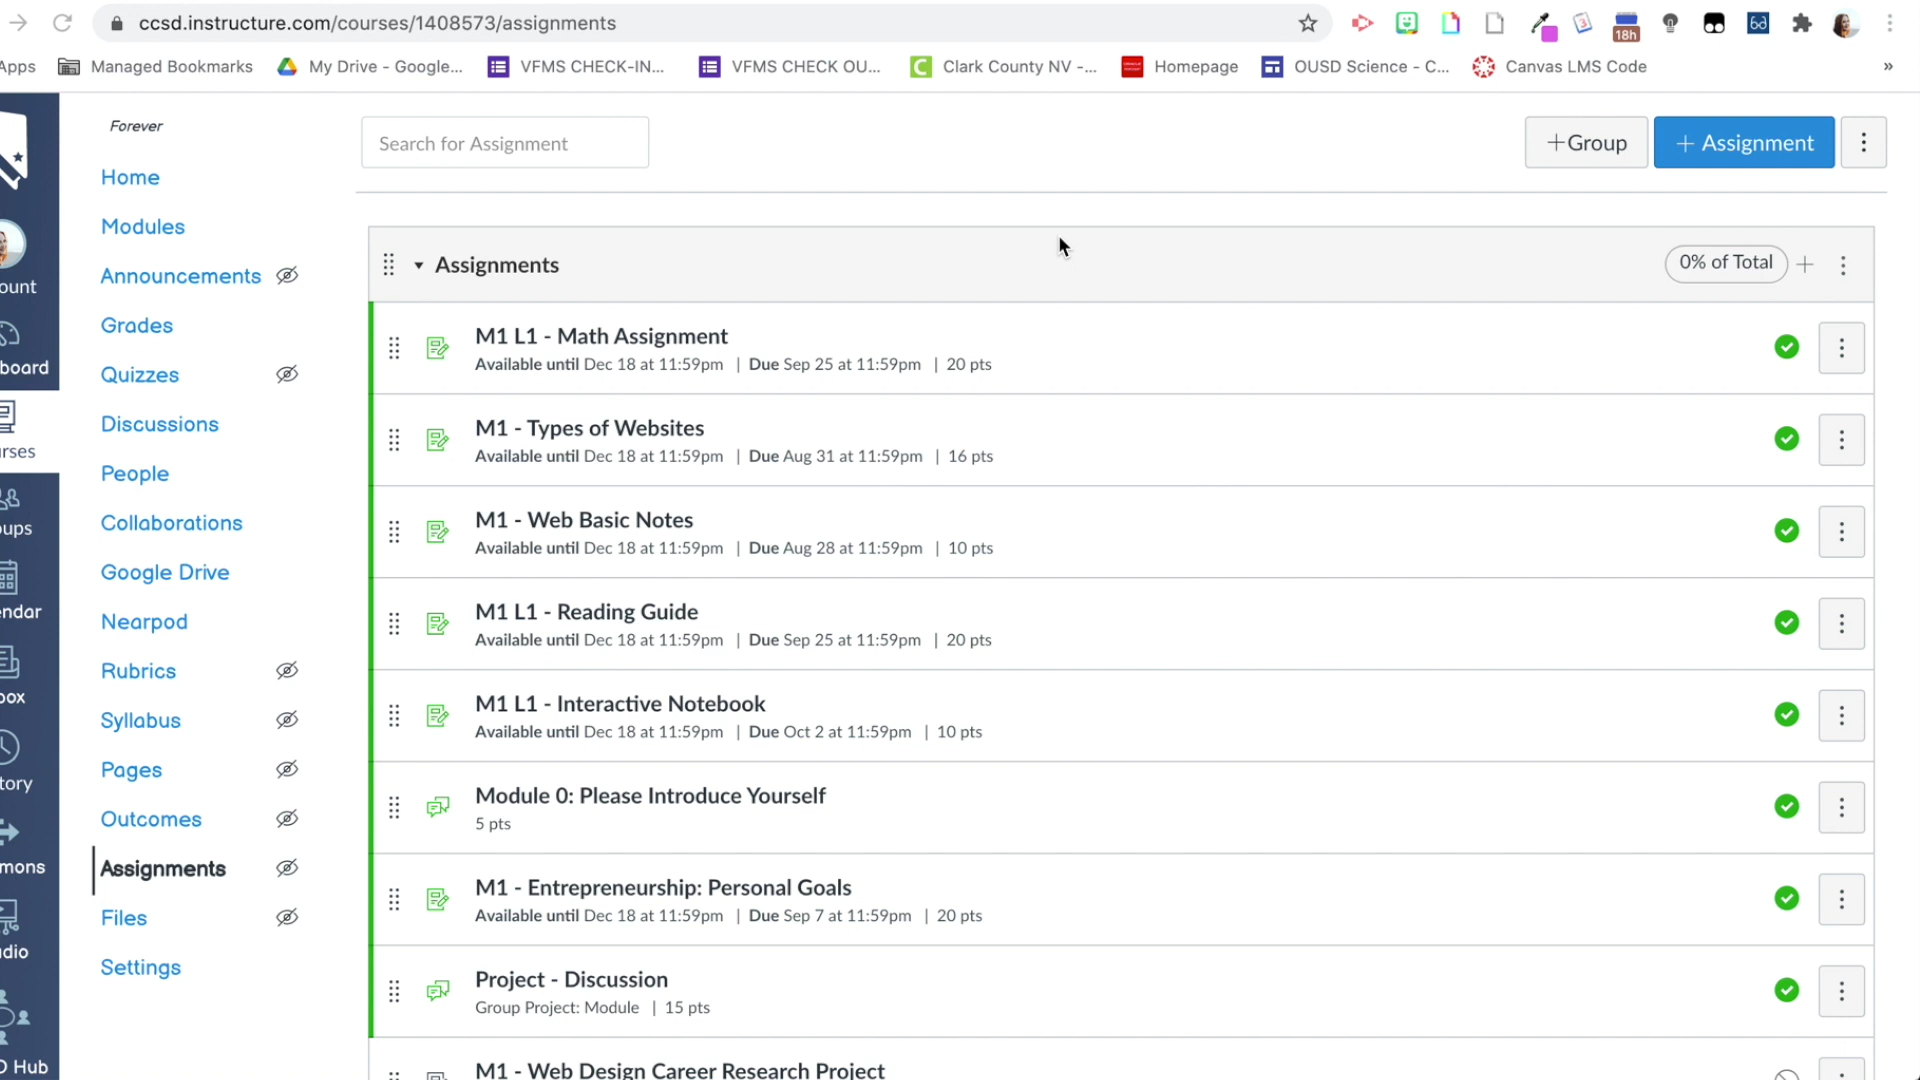 ccsd.instructure.com/courses/1408573/assignments
18h
Apps
Managed Bookmarks
My Drive - Google...
VFMS CHECK-IN...
VFMS CHECK OU...
Clark County NV -...
Homepage
OUSD Science - C...
Canvas LMS Code
»
Forever
Home
Modules
Announcements
Grades
Quizzes
Discussions
People
Collaborations
Google Drive
Nearpod
Rubrics
Syllabus
Pages
Outcomes
Assignments
Files
Settings
ount
board
rses
oups
endar
box
tory
mons
dio
D Hub
Search for Assignment
+Group
+ Assignment
Assignments
0% of Total +
M1 L1 - Math Assignment
Available until Dec 18 at 11:59pm | Due Sep 25 at 11:59pm | 20 pts
M1 - Types of Websites
Available until Dec 18 at 11:59pm | Due Aug 31 at 11:59pm | 16 pts
M1 - Web Basic Notes
Available until Dec 18 at 11:59pm | Due Aug 28 at 11:59pm | 10 pts
M1 L1 - Reading Guide
Available until Dec 18 at 11:59pm | Due Sep 25 at 11:59pm | 20 pts
M1 L1 - Interactive Notebook
Available until Dec 18 at 11:59pm | Due Oct 2 at 11:59pm | 10 pts
Module 0: Please Introduce Yourself
5 pts
M1 - Entrepreneurship: Personal Goals
Available until Dec 18 at 11:59pm | Due Sep 7 at 11:59pm | 20 pts
Project - Discussion
Group Project: Module | 15 pts
M1 - Web Design Career Research Project